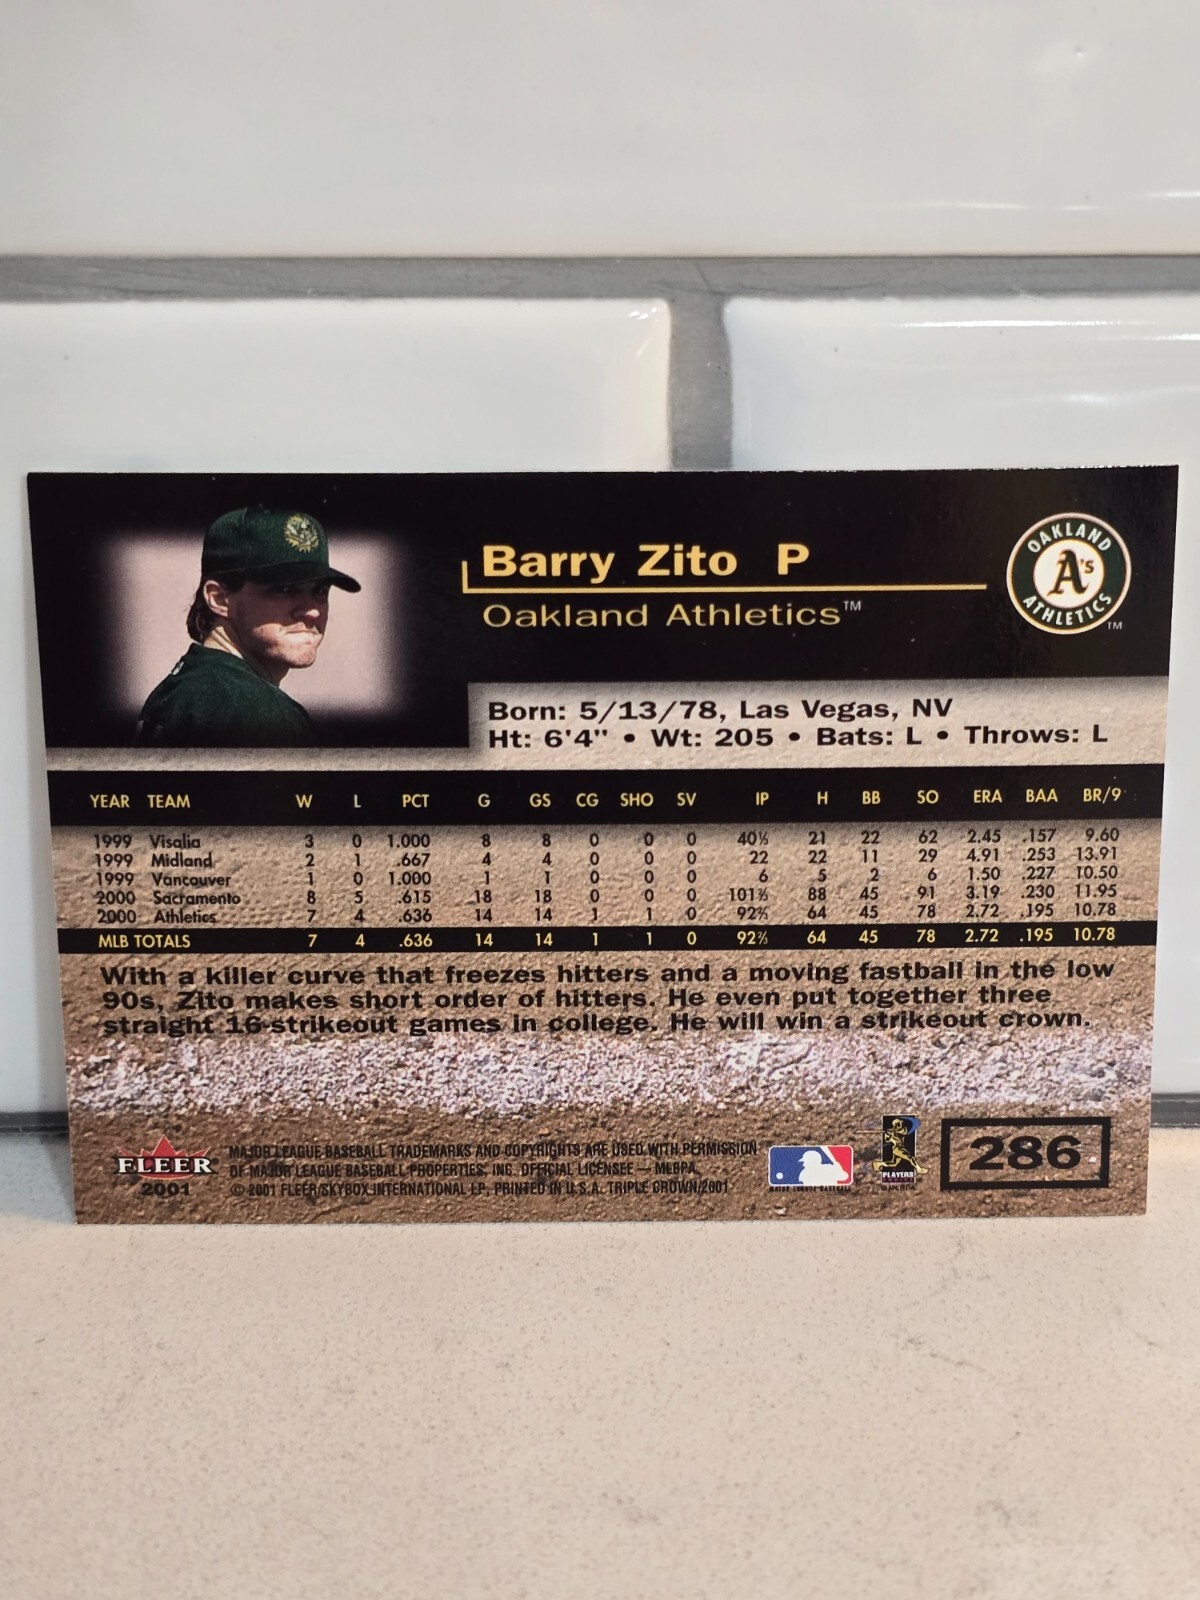 Barry Zito P
Oakland Athletics™
OAKLAND
A's
ATHLETICS
TM
Born: 5/13/78, Las Vegas, NV
Ht: 6'4" • Wt: 205 • Bats: L • Throws: L
YEAR TEAM W L PCT G GS CG SHO SV IP H BB SO ERA BAA BR/9
1999 Visalia 3 0 1.000 8 8 0 0 0 40⅓ 21 22 62 2.45 .157 9.60
1999 Midland 2 1 .667 4 4 0 0 0 22 22 11 29 4.91 .253 13.91
1999 Vancouver 1 0 1.000 1 1 0 0 0 6 5 2 6 1.50 .227 10.50
2000 Sacramento 8 5 .615 18 18 0 0 0 101⅔ 88 45 91 3.19 .230 11.95
2000 Athletics 7 4 .636 14 14 1 1 0 92⅔ 64 45 78 2.72 .195 10.78
MLB TOTALS 7 4 .636 14 14 1 1 0 92⅔ 64 45 78 2.72 .195 10.78
With a killer curve that freezes hitters and a moving fastball in the low
90s, Zito makes short order of hitters. He even put together three
straight 16-strikeout games in college. He will win a strikeout crown.
FLEER
2001
MAJOR LEAGUE BASEBALL TRADEMARKS AND COPYRIGHTS ARE USED WITH PERMISSION
OF MAJOR LEAGUE BASEBALL PROPERTIES, INC. OFFICIAL LICENSEE — MLBPA
© 2001 FLEER/SKYBOX INTERNATIONAL LP, PRINTED IN U.S.A. TRIPLE CROWN/2001
MAJOR LEAGUE BASEBALL
PLAYERS
CHOICE
286